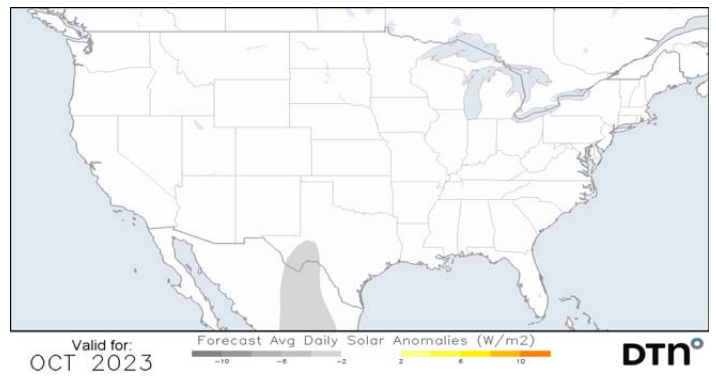 Valid for:
OCT 2023
Forecast Avg Daily Solar Anomalies (W/m2)
-10 -6 -2 2 6 10
DTN